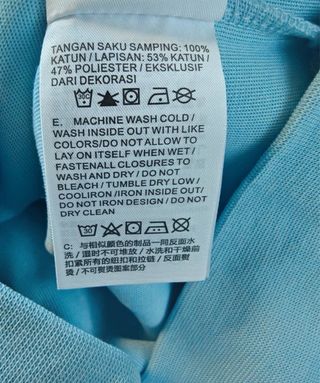 TANGAN SAKU SAMPING: 100%
KATUN / LAPISAN: 53% KATUN /
47% POLIESTER / EKSKLUSIF
DARI DEKORASI
E. MACHINE WASH COLD /
WASH INSIDE OUT WITH LIKE
COLORS/DO NOT ALLOW TO
LAY ON ITSELF WHEN WET /
FASTENALL CLOSURES TO
WASH AND DRY / DO NOT
BLEACH / TUMBLE DRY LOW /
COOLIRON /IRON INSIDE OUT/
DO NOT IRON DESIGN / DO NOT
DRY CLEAN
C: 与相似颜色的制品一同反面水
洗 / 湿时不可堆放 / 水洗和干燥前
扣紧所有的纽扣和拉链 / 反面熨
烫 / 不可熨烫图案部分